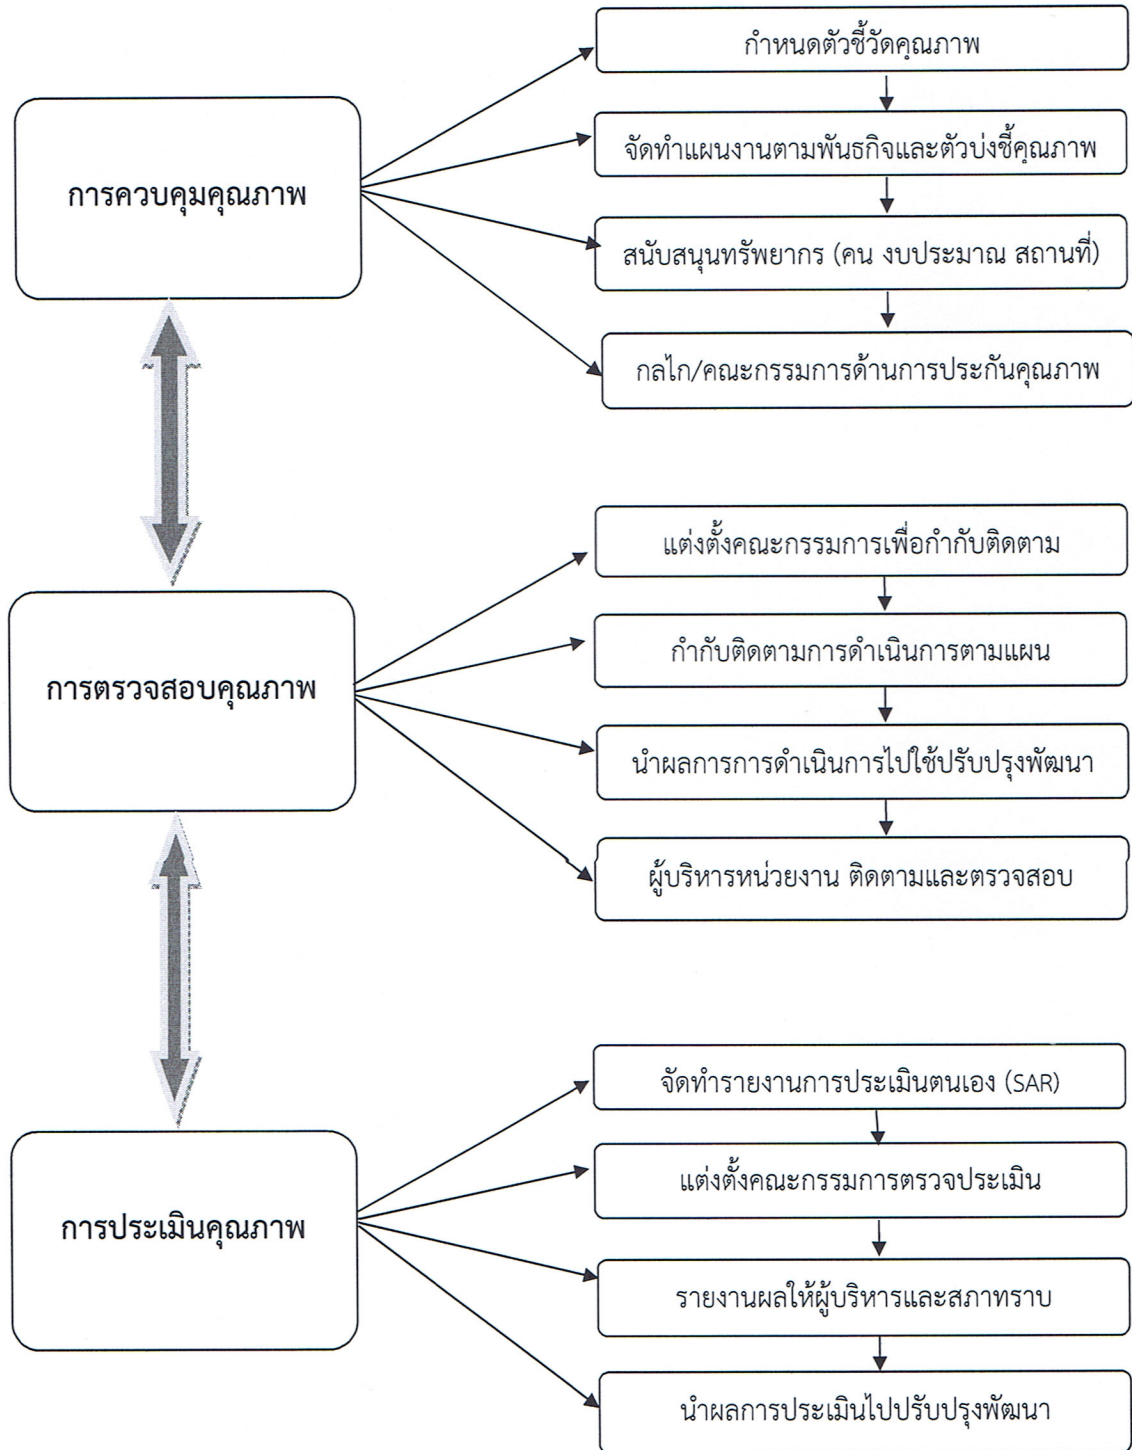 การควบคุมคุณภาพ
กำหนดตัวชี้วัดคุณภาพ
จัดทำแผนงานตามพันธกิจและตัวบ่งชี้คุณภาพ
สนับสนุนทรัพยากร (คน งบประมาณ สถานที่)
กลไก/คณะกรรมการด้านการประกันคุณภาพ
การตรวจสอบคุณภาพ
แต่งตั้งคณะกรรมการเพื่อกำกับติดตาม
กำกับติดตามการดำเนินการตามแผน
นำผลการการดำเนินการไปใช้ปรับปรุงพัฒนา
ผู้บริหารหน่วยงาน ติดตามและตรวจสอบ
การประเมินคุณภาพ
จัดทำรายงานการประเมินตนเอง (SAR)
แต่งตั้งคณะกรรมการตรวจประเมิน
รายงานผลให้ผู้บริหารและสภาทราบ
นำผลการประเมินไปปรับปรุงพัฒนา